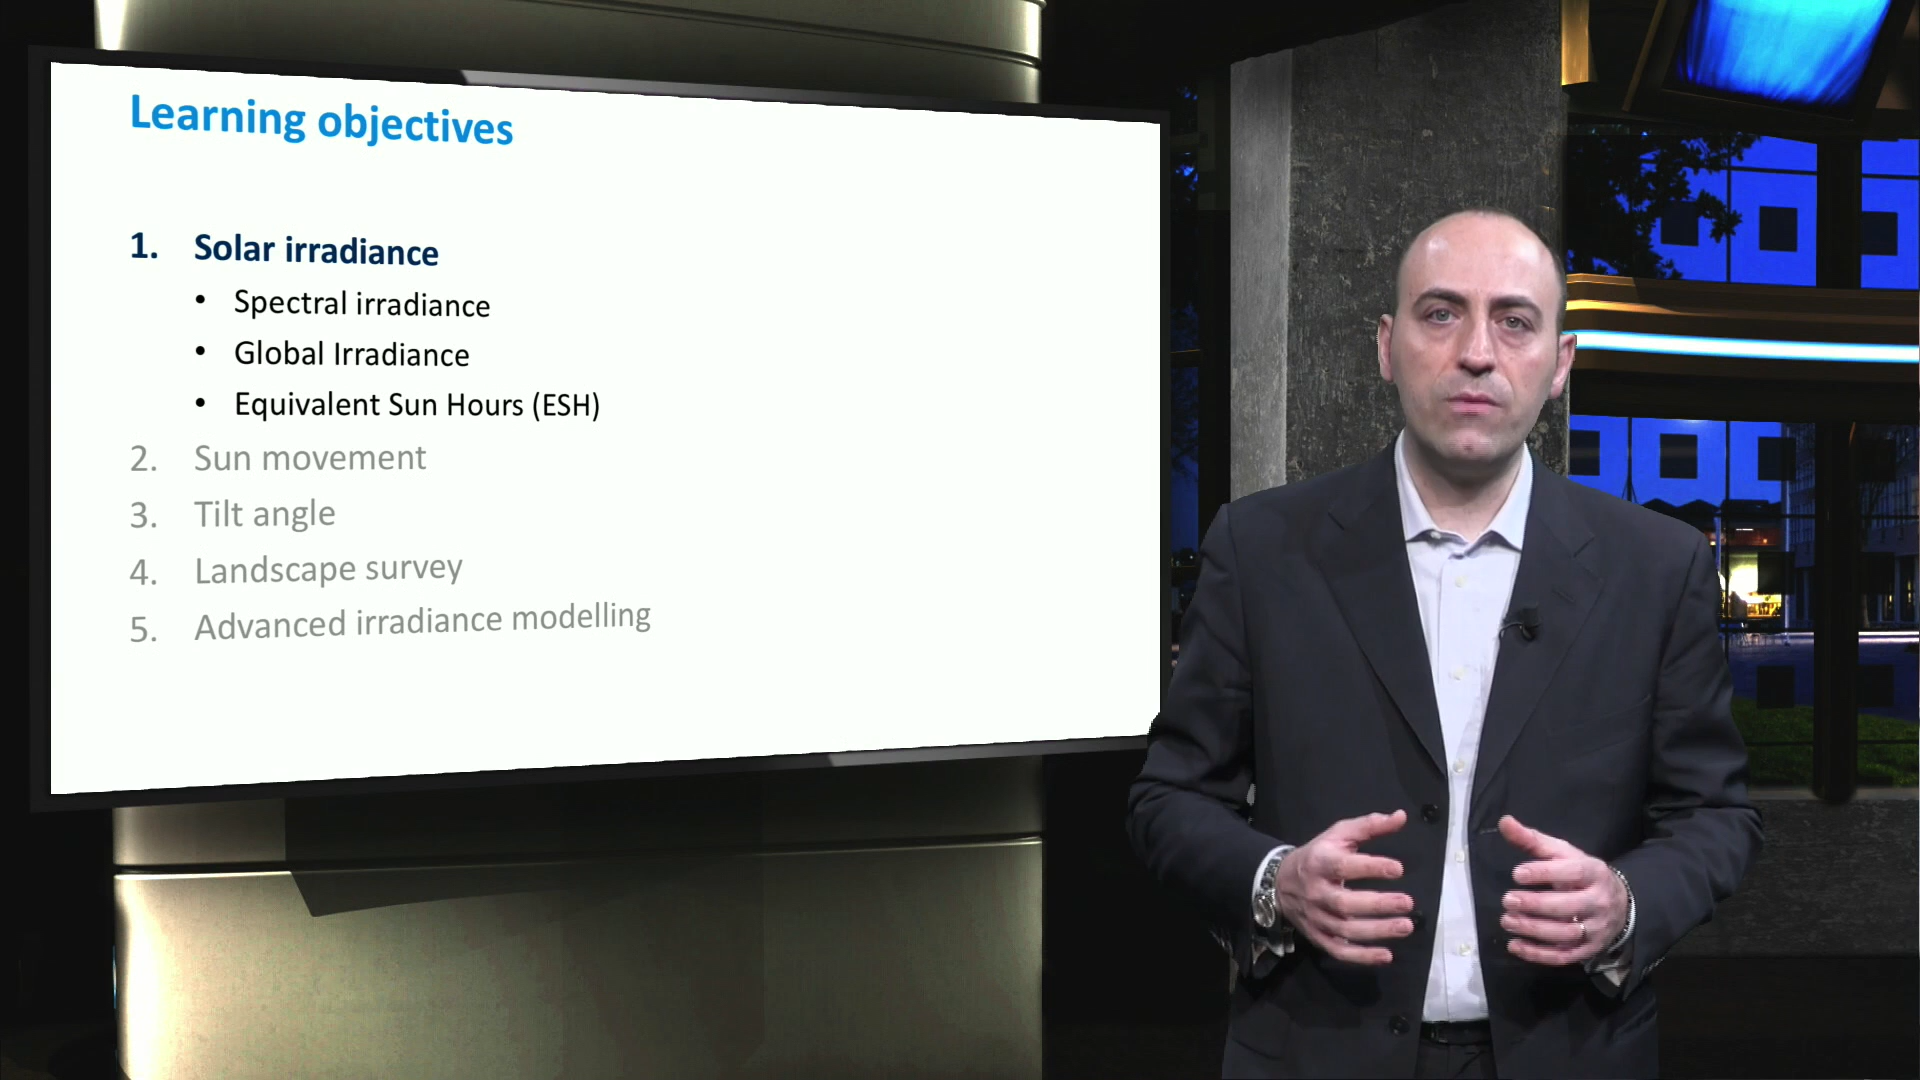 Learning objectives
1. Solar irradiance
• Spectral irradiance
• Global Irradiance
• Equivalent Sun Hours (ESH)
2. Sun movement
3. Tilt angle
4. Landscape survey
5. Advanced irradiance modelling